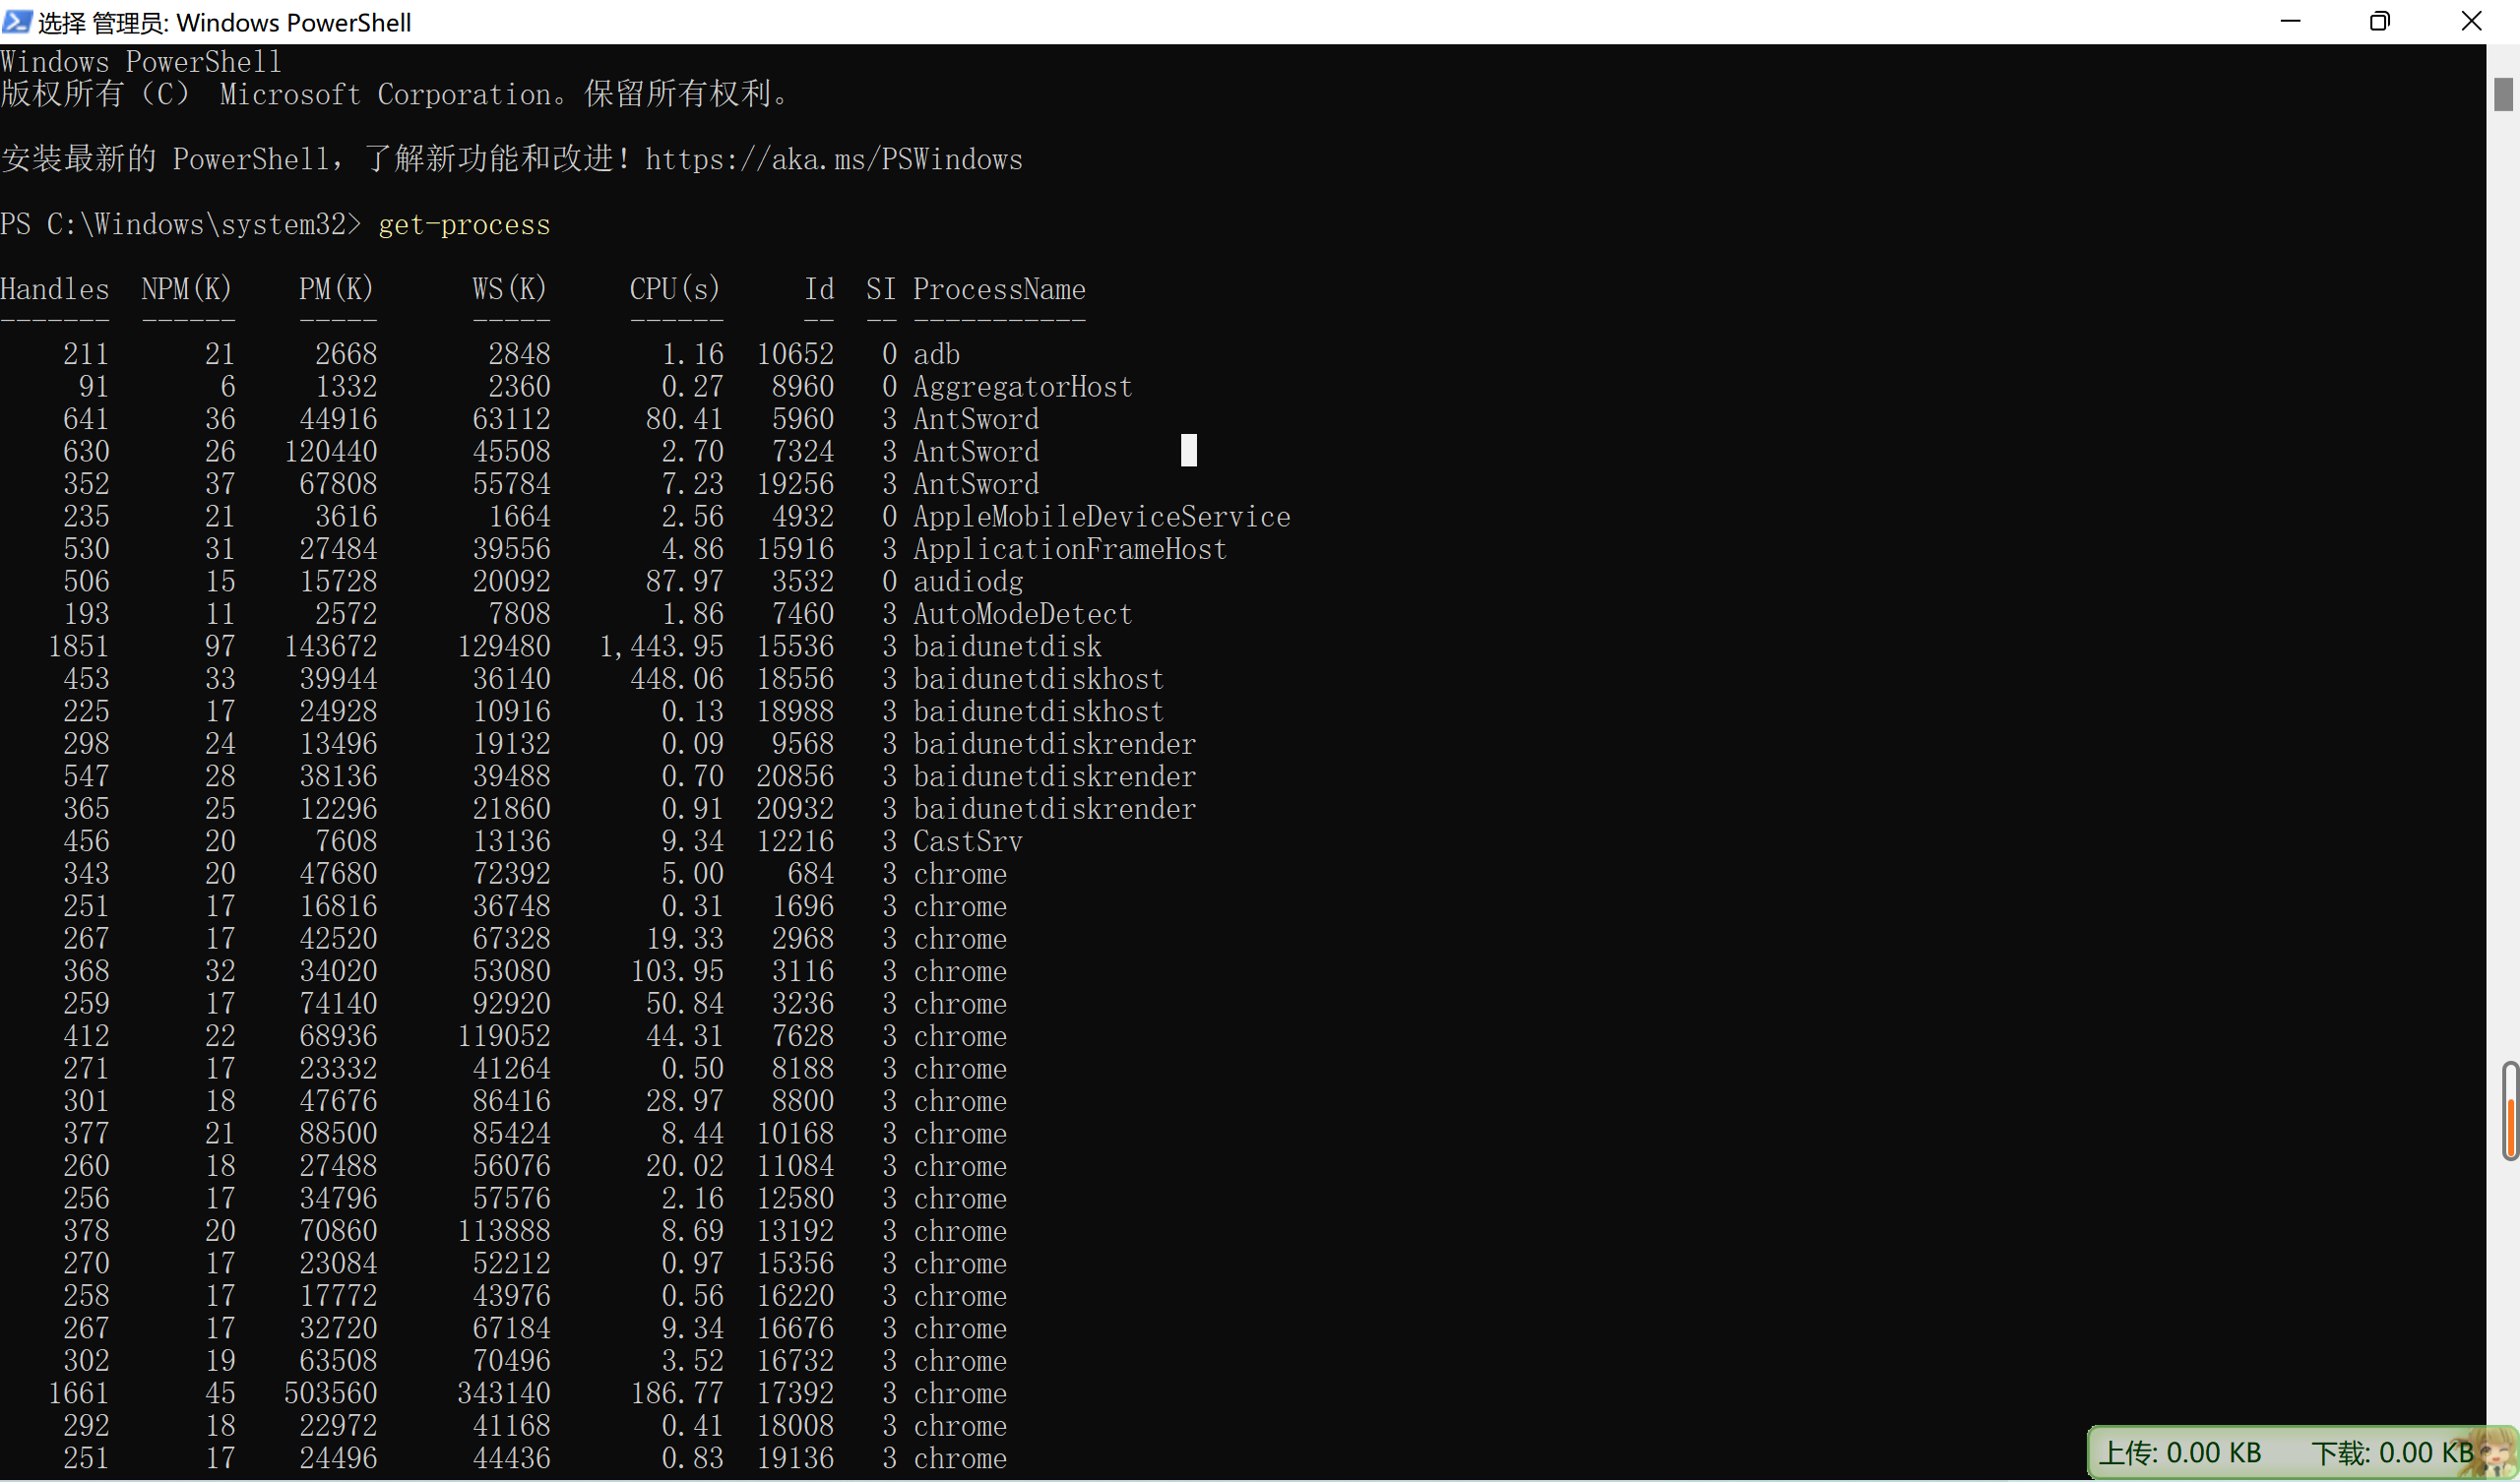 选择 管理员: Windows PowerShell
Windows PowerShell
版权所有（C） Microsoft Corporation。保留所有权利。
安装最新的 PowerShell，了解新功能和改进！https://aka.ms/PSWindows
PS C:\Windows\system32> get-process
Handles NPM(K) PM(K) WS(K) CPU(s) Id SI ProcessName
------- ------ ----- ----- ------ -- -- -----------
211 21 2668 2848 1.16 10652 0 adb
91 6 1332 2360 0.27 8960 0 AggregatorHost
641 36 44916 63112 80.41 5960 3 AntSword
630 26 120440 45508 2.70 7324 3 AntSword
352 37 67808 55784 7.23 19256 3 AntSword
235 21 3616 1664 2.56 4932 0 AppleMobileDeviceService
530 31 27484 39556 4.86 15916 3 ApplicationFrameHost
506 15 15728 20092 87.97 3532 0 audiodg
193 11 2572 7808 1.86 7460 3 AutoModeDetect
1851 97 143672 129480 1,443.95 15536 3 baidunetdisk
453 33 39944 36140 448.06 18556 3 baidunetdiskhost
225 17 24928 10916 0.13 18988 3 baidunetdiskhost
298 24 13496 19132 0.09 9568 3 baidunetdiskrender
547 28 38136 39488 0.70 20856 3 baidunetdiskrender
365 25 12296 21860 0.91 20932 3 baidunetdiskrender
456 20 7608 13136 9.34 12216 3 CastSrv
343 20 47680 72392 5.00 684 3 chrome
251 17 16816 36748 0.31 1696 3 chrome
267 17 42520 67328 19.33 2968 3 chrome
368 32 34020 53080 103.95 3116 3 chrome
259 17 74140 92920 50.84 3236 3 chrome
412 22 68936 119052 44.31 7628 3 chrome
271 17 23332 41264 0.50 8188 3 chrome
301 18 47676 86416 28.97 8800 3 chrome
377 21 88500 85424 8.44 10168 3 chrome
260 18 27488 56076 20.02 11084 3 chrome
256 17 34796 57576 2.16 12580 3 chrome
378 20 70860 113888 8.69 13192 3 chrome
270 17 23084 52212 0.97 15356 3 chrome
258 17 17772 43976 0.56 16220 3 chrome
267 17 32720 67184 9.34 16676 3 chrome
302 19 63508 70496 3.52 16732 3 chrome
1661 45 503560 343140 186.77 17392 3 chrome
292 18 22972 41168 0.41 18008 3 chrome
251 17 24496 44436 0.83 19136 3 chrome
上传: 0.00 KB 下载: 0.00 KB